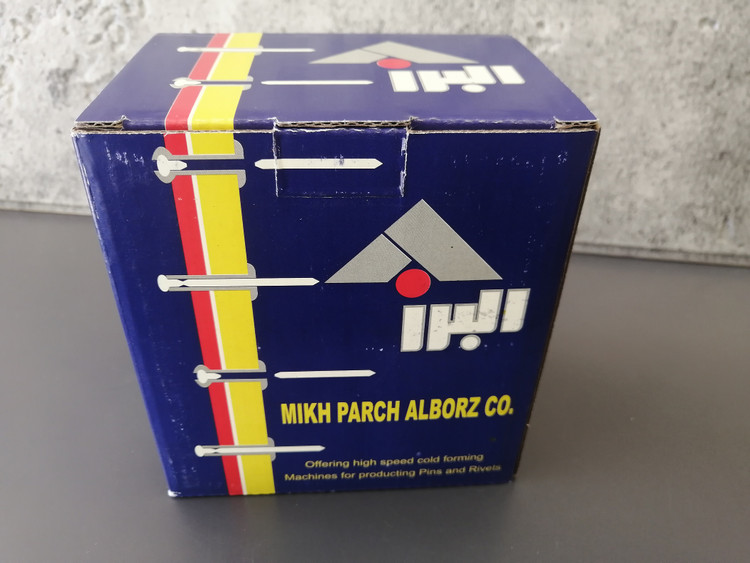 البرز
البرز
MIKH PARCH ALBORZ CO.
Offering high speed cold forming
Machines for producting Pins and Rivets